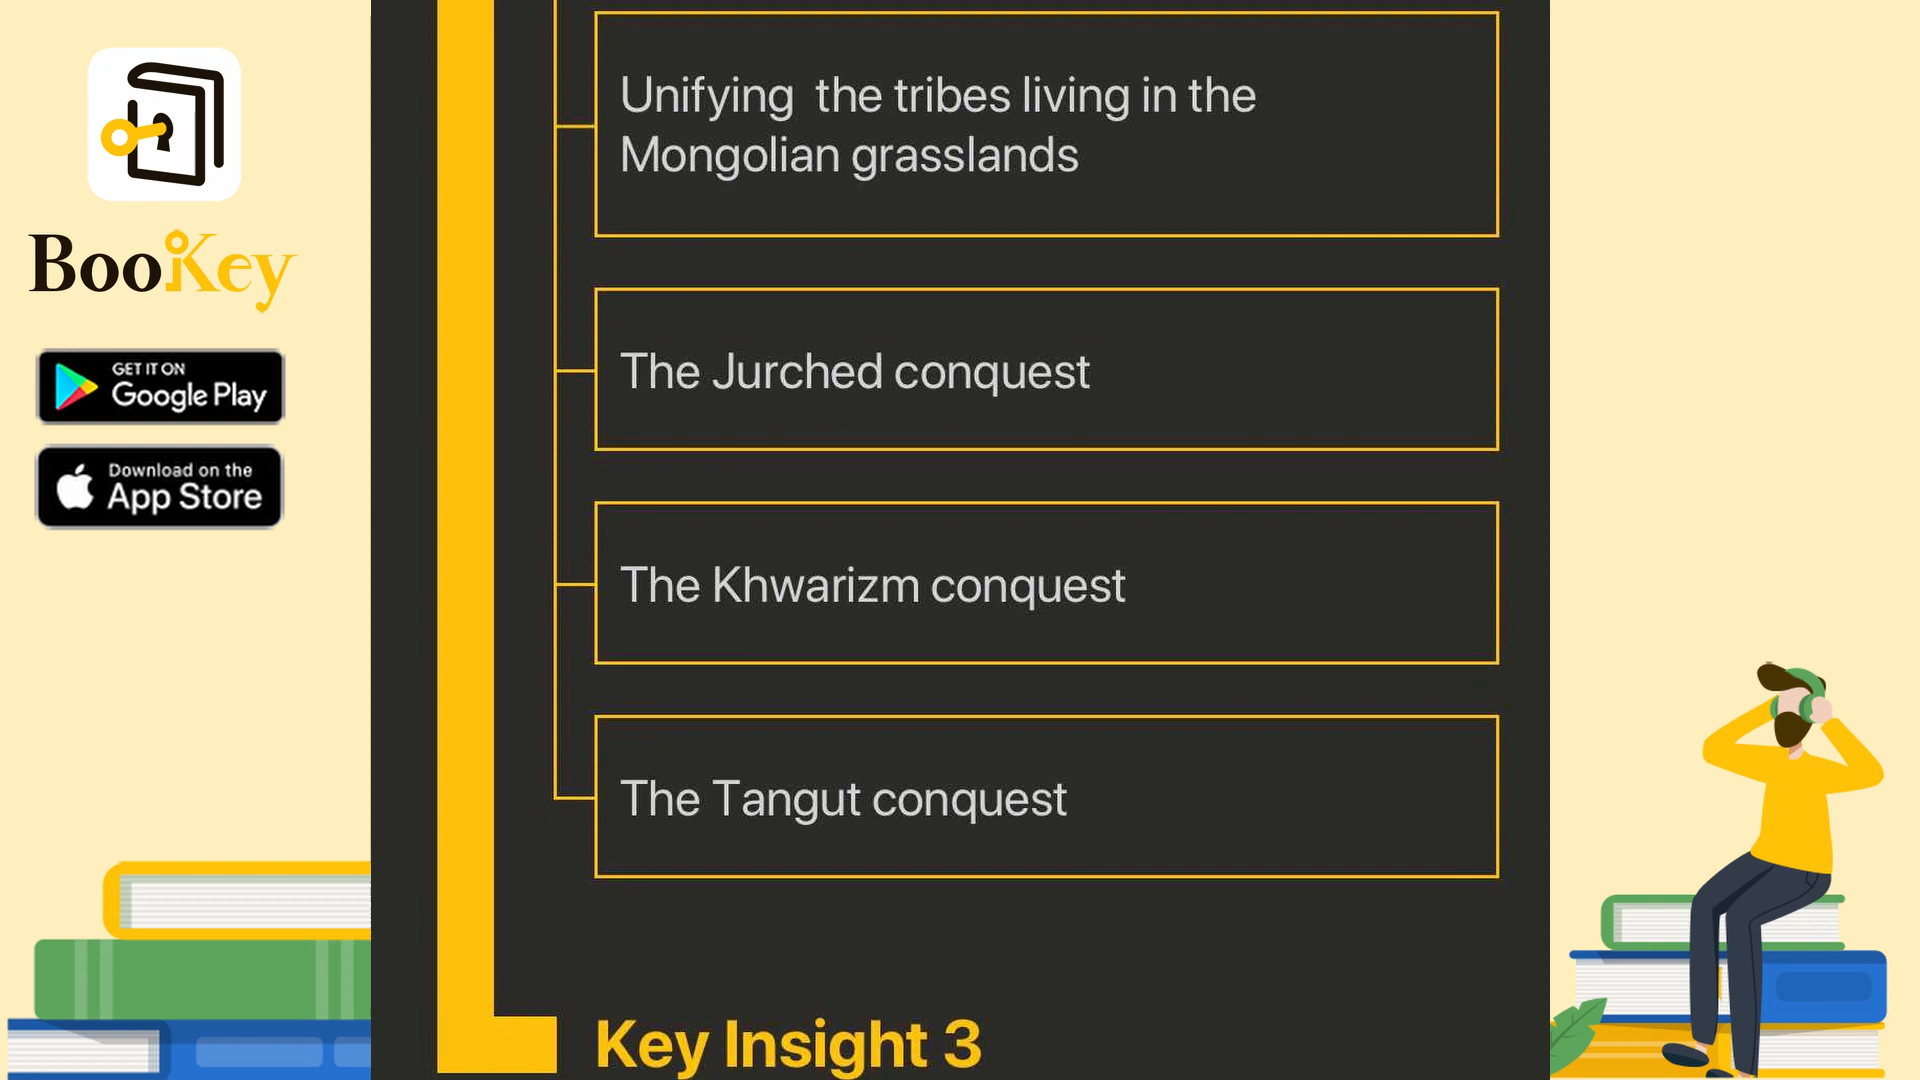 BooKey
GET IT ON
Google Play
Download on the
App Store
Unifying the tribes living in the
Mongolian grasslands
The Jurched conquest
The Khwarizm conquest
The Tangut conquest
Key Insight 3